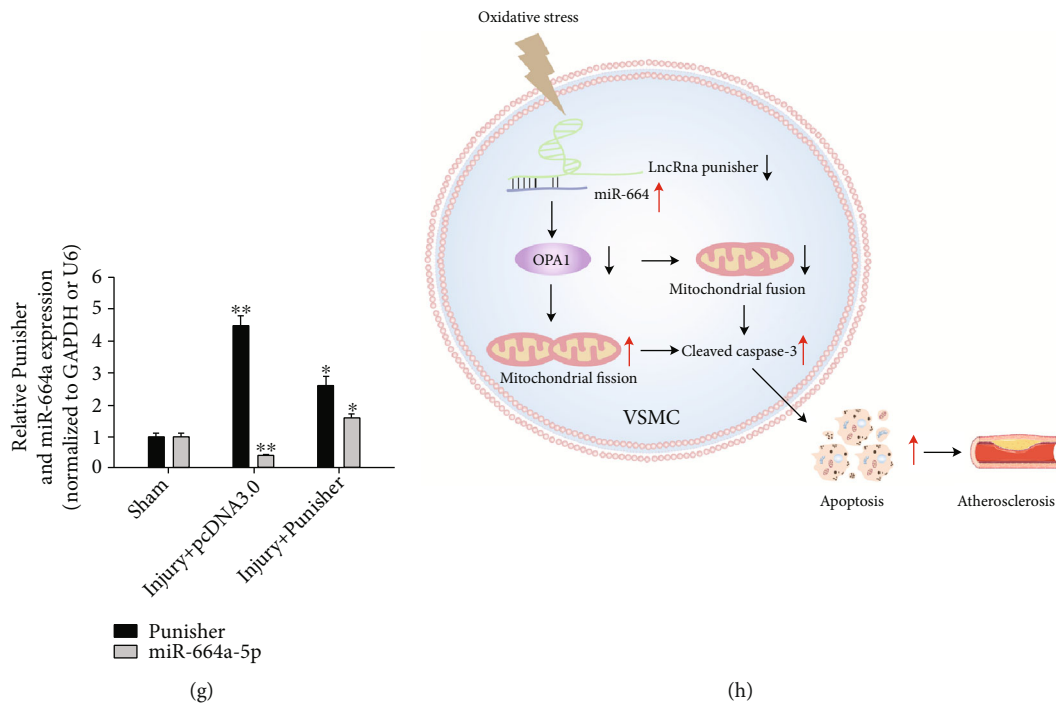 Relative Punisher
and miR-664a expression
(normalized to GAPDH or U6)
6
5
4
3
2
1
0
**
**
*
*
Sham
Injury+pcDNA3.0
Injury+Punisher
Punisher
miR-664a-5p
(g)
Oxidative stress
LncRna punisher
miR-664
OPA1
Mitochondrial fusion
Mitochondrial fission
Cleaved caspase-3
VSMC
Apoptosis
Atherosclerosis
(h)